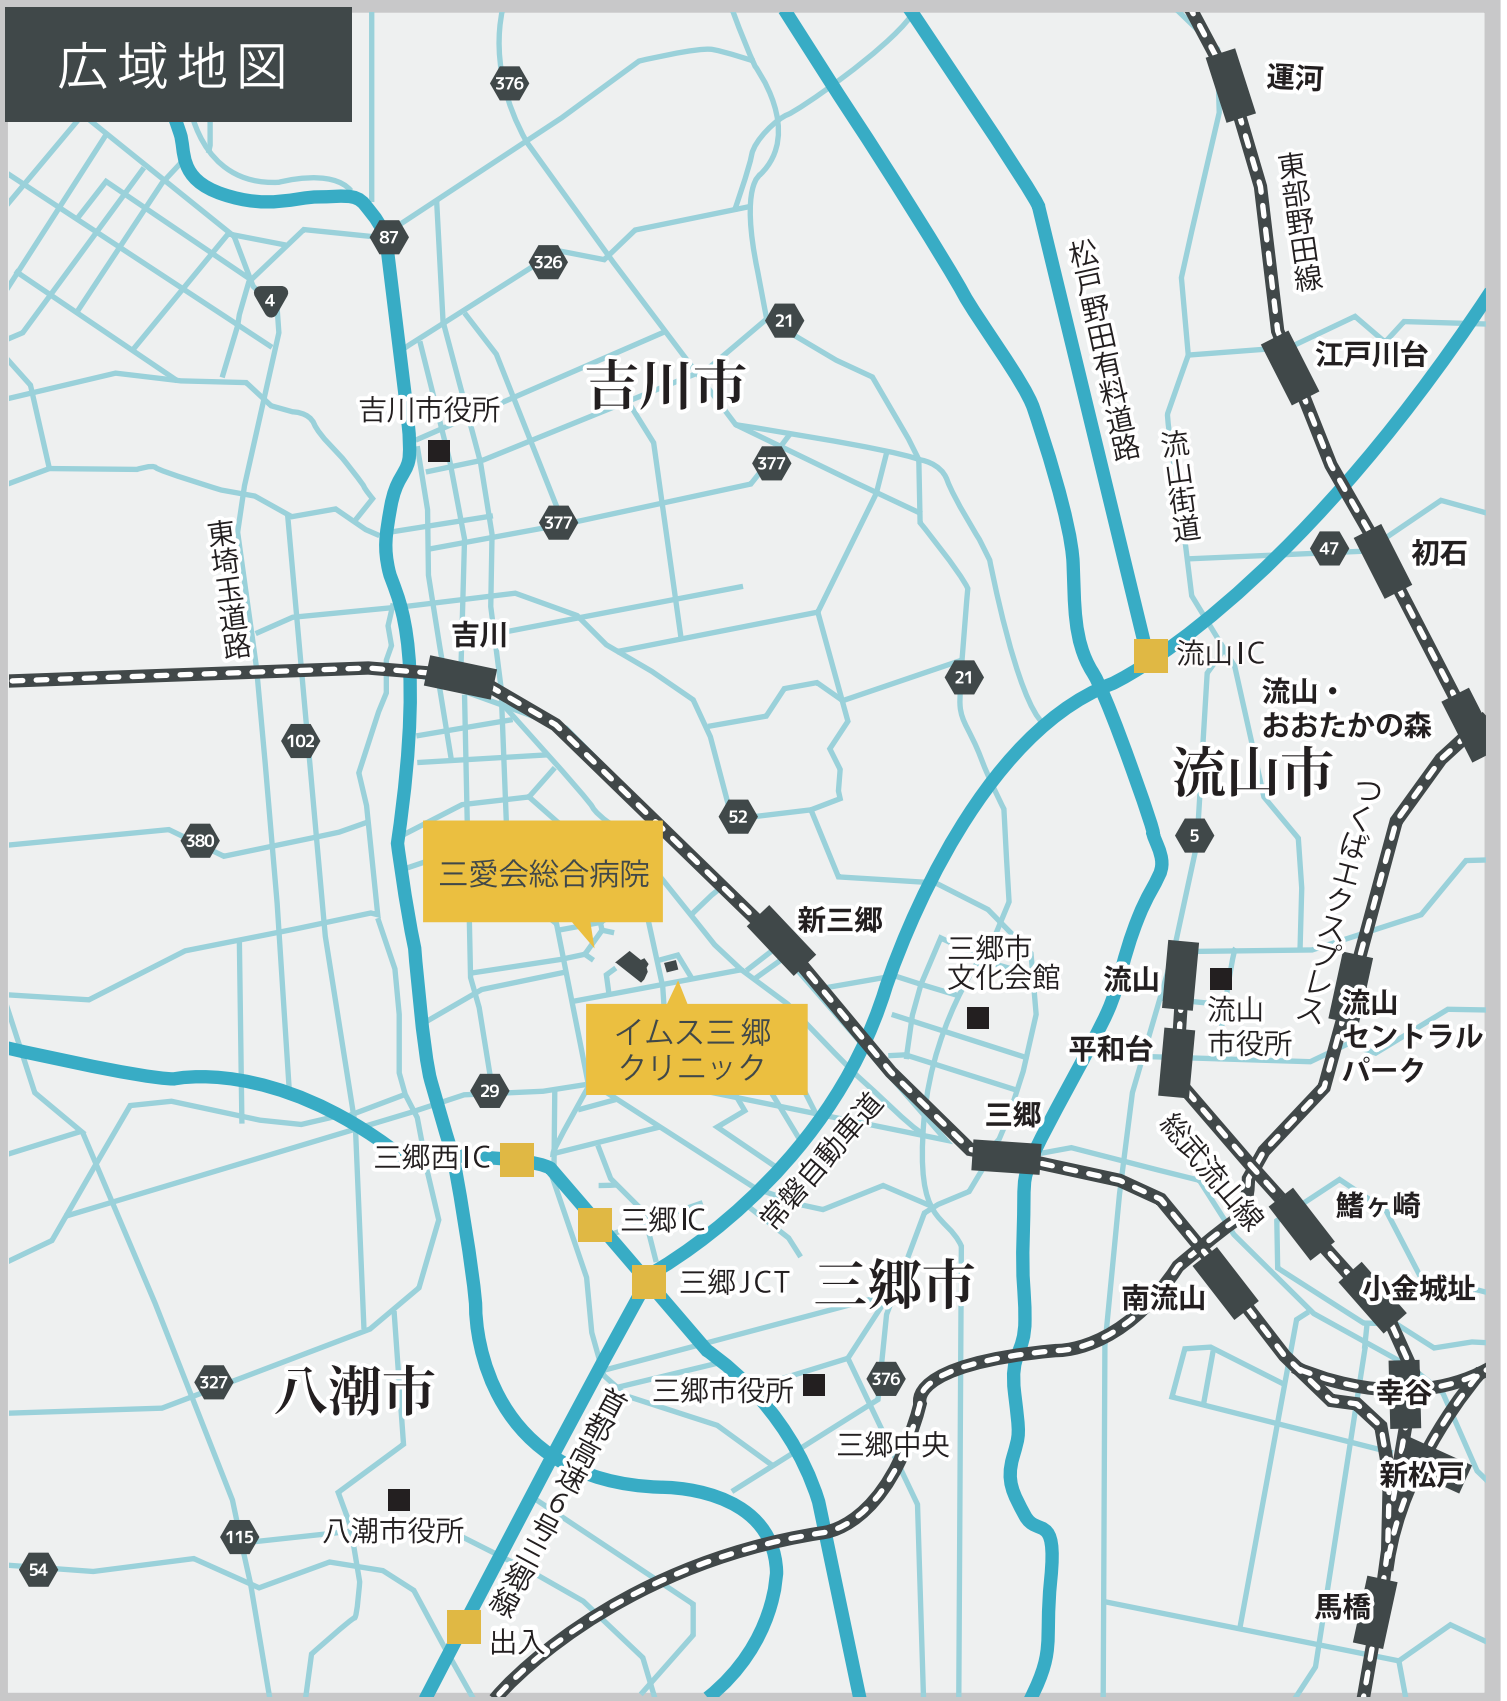 広域地図
376
運河
東部野田線
87
326
4
21
松戸野田有料道路
江戸川台
吉川市
吉川市役所
流山街道
377
377
47
初石
東埼玉道路
吉川
流山IC
21
流山・
おおたかの森
102
流山市
つくばエクスプレス
52
5
380
三愛会総合病院
新三郷
三郷市
文化会館
流山
流山
市役所
流山
セントラル
パーク
イムス三郷
クリニック
平和台
29
三郷
常磐自動車道
総武流山線
三郷西IC
三郷IC
鰭ヶ崎
三郷JCT
三郷市
南流山
小金城址
327
八潮市
三郷市役所
376
幸谷
首都高速6号三郷線
三郷中央
新松戸
八潮市役所
115
54
馬橋
出入